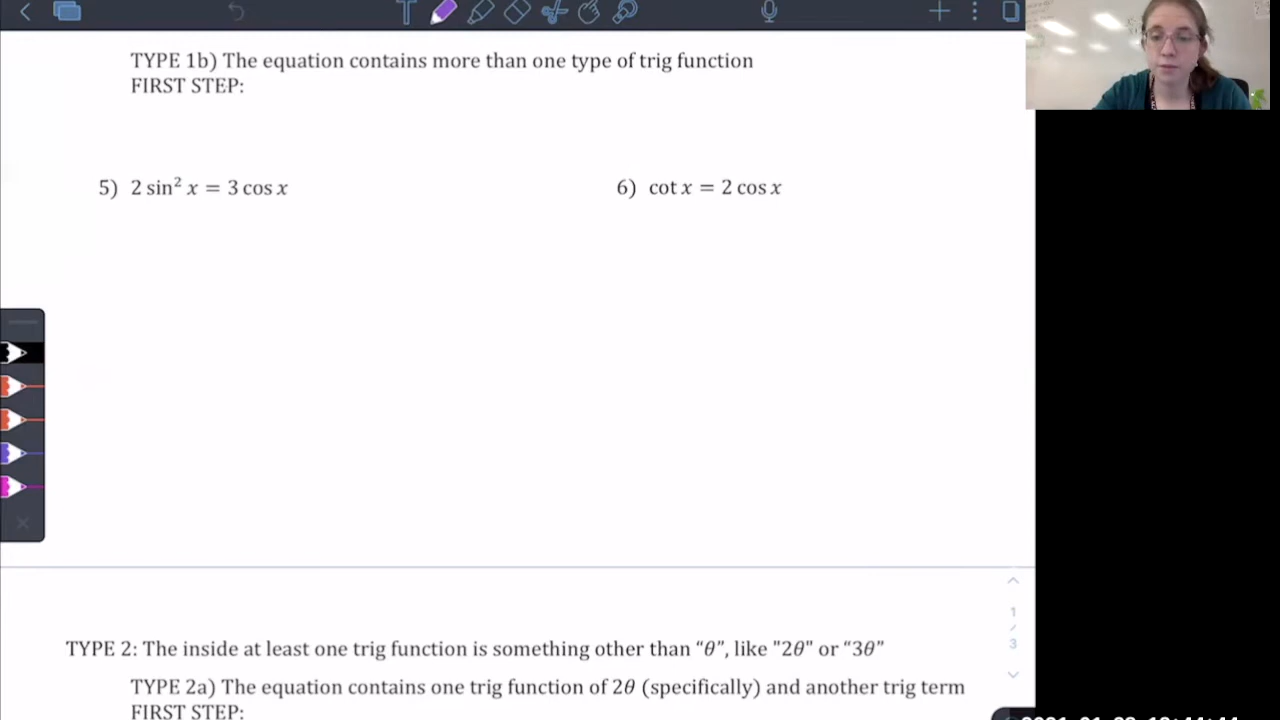 TYPE 1b) The equation contains more than one type of trig function
FIRST STEP:
5) 2 sin² x = 3 cos x
6) cot x = 2 cos x
1
/
3
TYPE 2: The inside at least one trig function is something other than “θ”, like "2θ" or “3θ”
TYPE 2a) The equation contains one trig function of 2θ (specifically) and another trig term
FIRST STEP: